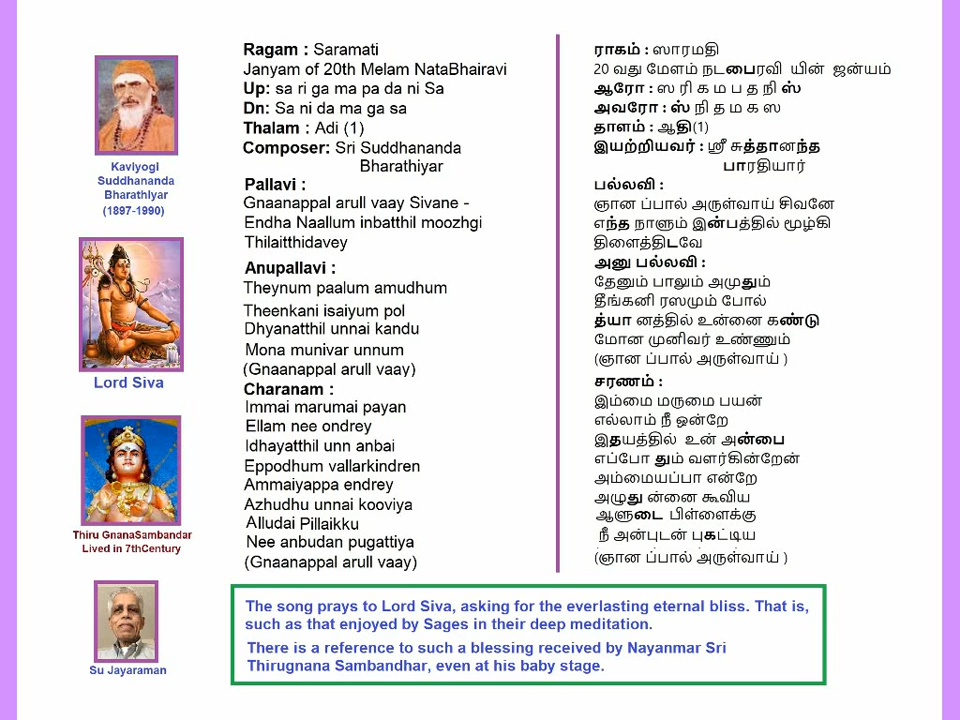 Kaviyogi
Suddhananda
Bharathiyar
(1897-1990)
Lord Siva
Thiru GnanaSambandar
Lived in 7thCentury
Su Jayaraman
Ragam : Saramati
Janyam of 20th Melam NataBhairavi
Up: sa ri ga ma pa da ni Sa
Dn: Sa ni da ma ga sa
Thalam : Adi (1)
Composer: Sri Suddhananda
Bharathiyar
Pallavi :
Gnaanappal arull vaay Sivane -
Endha Naallum inbatthil moozhgi
Thilaitthidavey
Anupallavi :
Theynum paalum amudhum
Theenkani isaiyum pol
Dhyanatthil unnai kandu
Mona munivar unnum
(Gnaanappal arull vaay)
Charanam :
Immai marumai payan
Ellam nee ondrey
Idhayatthil unn anbai
Eppodhum vallarkindren
Ammaiyappa endrey
Azhudhu unnai kooviya
Alludai Pillaikku
Nee anbudan pugattiya
(Gnaanappal arull vaay)
ராகம் : ஸாரமதி
20 வது மேளம் நடபைரவி யின் ஜன்யம்
ஆரோ : ஸ ரி க ம ப த நி ஸ்
அவரோ : ஸ் நி த ம க ஸ
தாளம் : ஆதி(1)
இயற்றியவர் : ஸ்ரீ சுத்தானந்த
பாரதியார்
பல்லவி :
ஞான ப்பால் அருள்வாய் சிவனே
எந்த நாளும் இன்பத்தில் மூழ்கி
திளைத்திடவே
அனு பல்லவி :
தேனும் பாலும் அமுதும்
தீங்கனி ரஸமும் போல்
த்யா னத்தில் உன்னை கண்டு
மோன முனிவர் உண்ணும்
(ஞான ப்பால் அருள்வாய் )
சரணம் :
இம்மை மருமை பயன்
எல்லாம் நீ ஒன்றே
இதயத்தில் உன் அன்பை
எப்போ தும் வளர்கின்றேன்
அம்மையப்பா என்றே
அழுது ன்னை கூவிய
ஆளுடை பிள்ளைக்கு
நீ அன்புடன் புகட்டிய
(ஞான ப்பால் அருள்வாய் )
The song prays to Lord Siva, asking for the everlasting eternal bliss. That is,
such as that enjoyed by Sages in their deep meditation.
There is a reference to such a blessing received by Nayanmar Sri
Thirugnana Sambandhar, even at his baby stage.